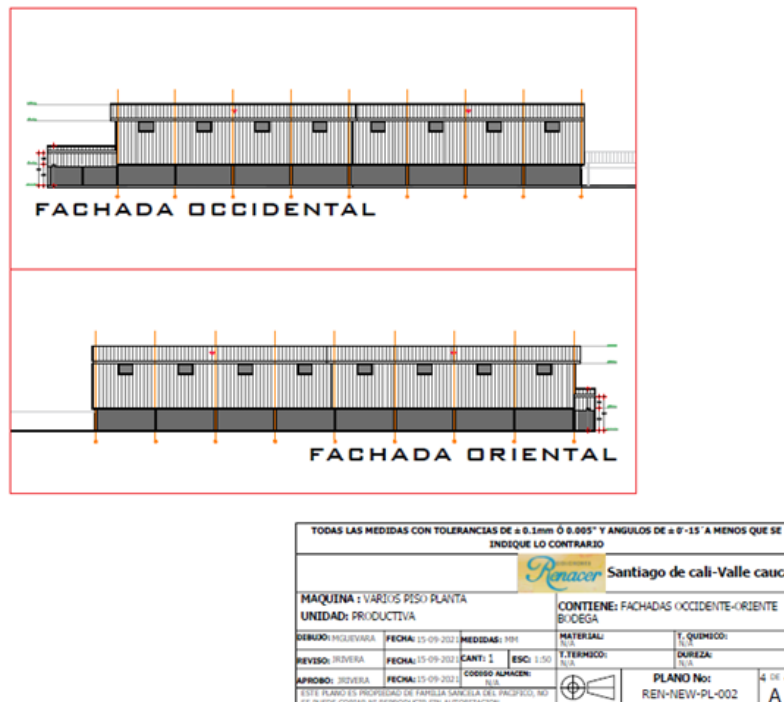 FACHADA OCCIDENTAL
FACHADA ORIENTAL
TODAS LAS MEDIDAS CON TOLERANCIAS DE ± 0.1mm Ó 0.005" Y ANGULOS DE ± 0'-15´A MENOS QUE SE
INDIQUE LO CONTRARIO
Renacer
Santiago de cali-Valle cauc
MAQUINA : VARIOS PISO PLANTA
UNIDAD: PRODUCTIVA
CONTIENE: FACHADAS OCCIDENTE-ORIENTE
BODEGA
DIBUJO: MGUEVARA FECHA: 15-09-2021 MEDIDAS: MM MATERIAL: N/A T. QUIMICO: N/A
REVISO: JRIVERA FECHA: 15-09-2021 CANT: 1 ESC: 1:50 T.TERMICO: N/A DUREZA: N/A
APROBO: JRIVERA FECHA: 15-09-2021 CODIGO ALMACEN: N/A
PLANO No:
REN-NEW-PL-002
4 DE
A
ESTE PLANO ES PROPIEDAD DE FAMILIA SANCELA DEL PACIFICO, NO